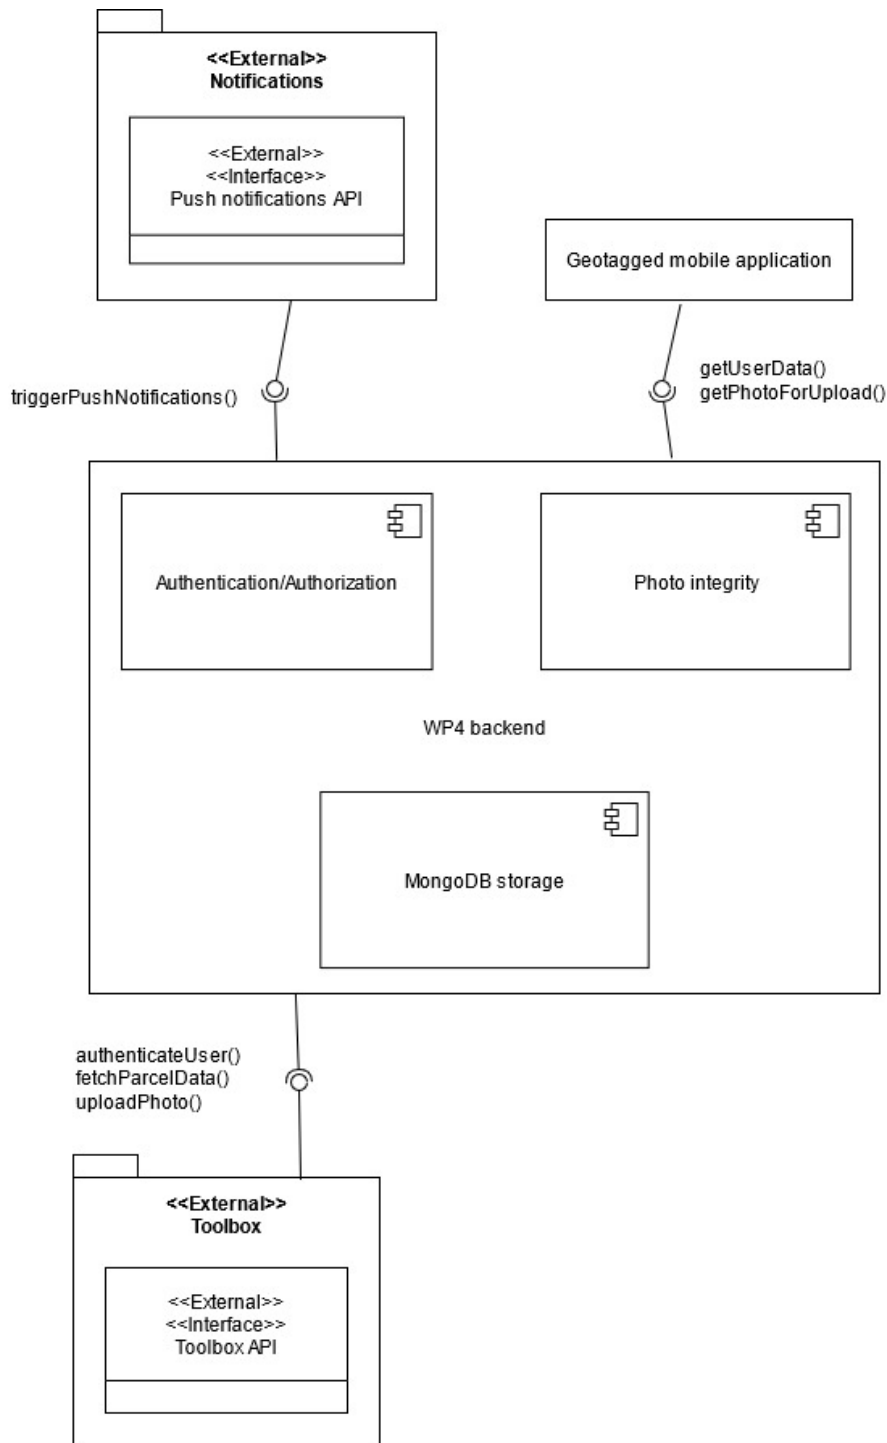 <<External>>
Notifications
<<External>>
<<Interface>>
Push notifications API
Geotagged mobile application
triggerPushNotifications()
getUserData()
getPhotoForUpload()
Authentication/Authorization
Photo integrity
WP4 backend
MongoDB storage
authenticateUser()
fetchParcelData()
uploadPhoto()
<<External>>
Toolbox
<<External>>
<<Interface>>
Toolbox API